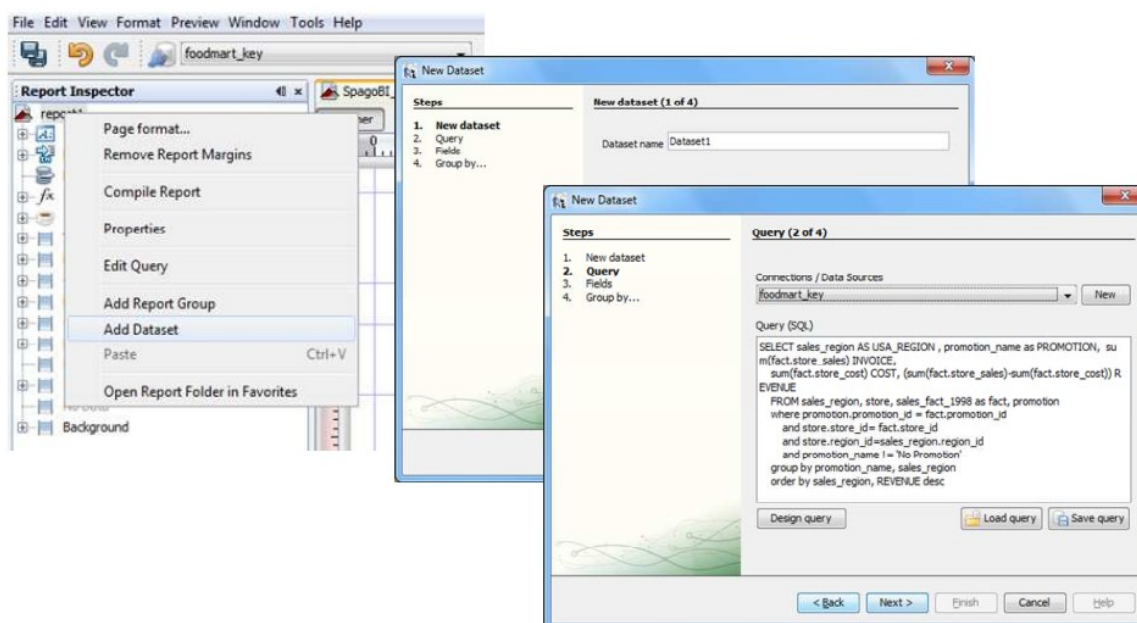 File Edit View Format Preview Window Tools Help
foodmart_key
Report Inspector
SpagoBI_
report1
Page format...
Remove Report Margins
Compile Report
Properties
Edit Query
Add Report Group
Add Dataset
Paste Ctrl+V
Open Report Folder in Favorites
Background
New Dataset
Steps
1. New dataset
2. Query
3. Fields
4. Group by...
New dataset (1 of 4)
Dataset name Dataset1
New Dataset
Steps
1. New dataset
2. Query
3. Fields
4. Group by...
Query (2 of 4)
Connections / Data Sources
foodmart_key
New
Query (SQL)
SELECT sales_region AS USA_REGION , promotion_name as PROMOTION, su
m(fact.store_sales) INVOICE,
sum(fact.store_cost) COST, (sum(fact.store_sales)-sum(fact.store_cost)) R
EVENUE
FROM sales_region, store, sales_fact_1998 as fact, promotion
where promotion.promotion_id = fact.promotion_id
and store.store_id= fact.store_id
and store.region_id=sales_region.region_id
and promotion_name != 'No Promotion'
group by promotion_name, sales_region
order by sales_region, REVENUE desc
Design query
Load query
Save query
< Back
Next >
Finish
Cancel
Help